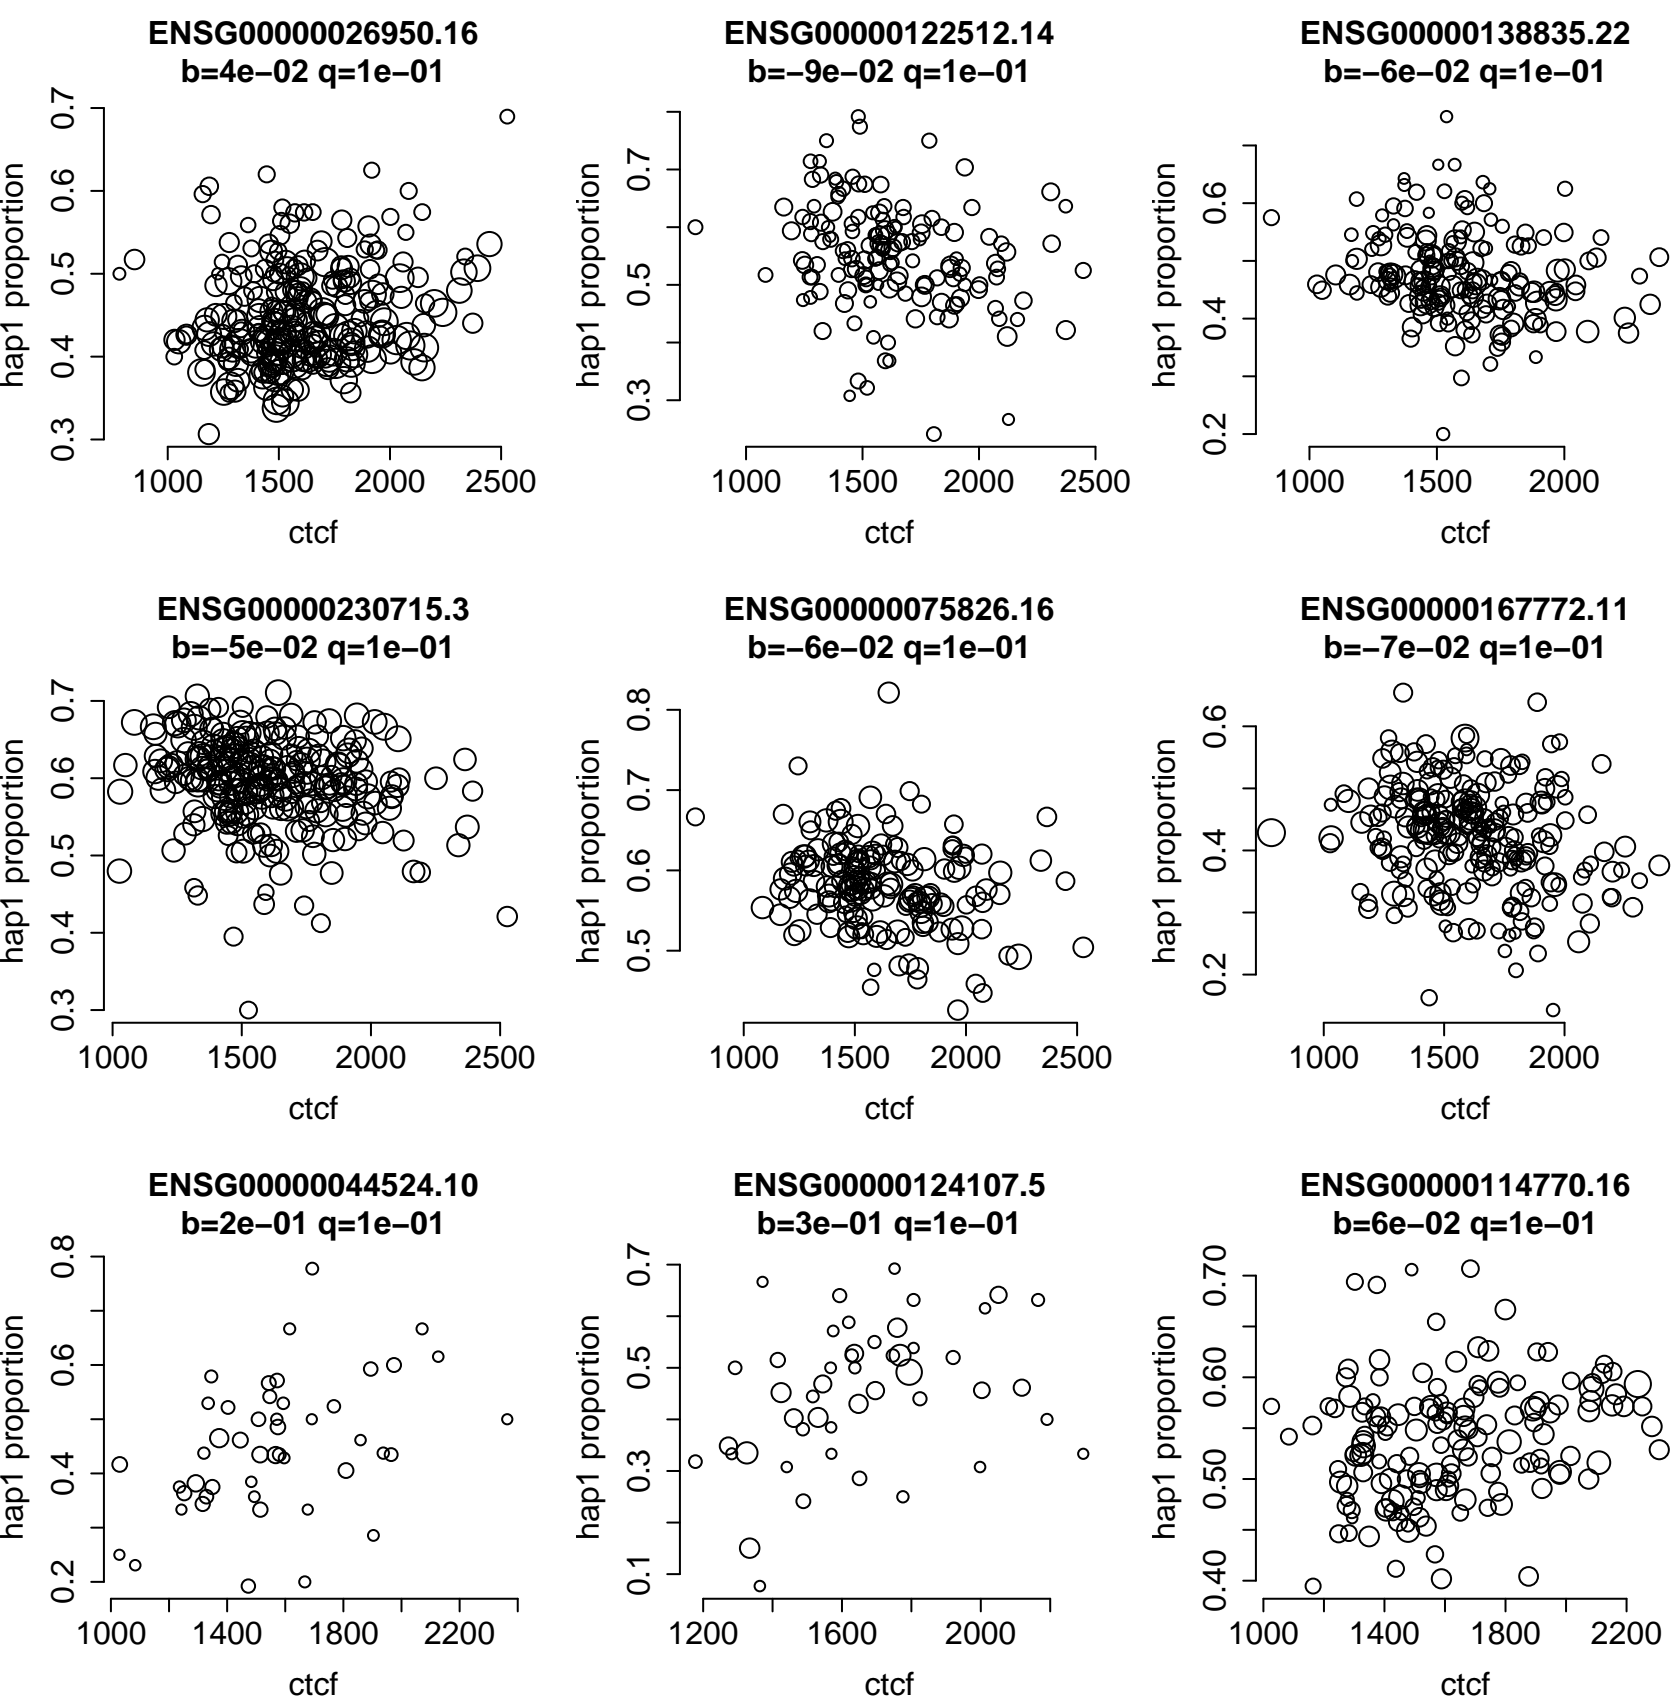 ENSG00000026950.16
b=4e−02 q=1e−01
hap1 proportion
0.3 0.4 0.5 0.6 0.7
1000 1500 2000 2500
ctcf
ENSG00000122512.14
b=−9e−02 q=1e−01
hap1 proportion
0.3 0.5 0.7
1000 1500 2000 2500
ctcf
ENSG00000138835.22
b=−6e−02 q=1e−01
hap1 proportion
0.2 0.4 0.6
1000 1500 2000
ctcf
ENSG00000230715.3
b=−5e−02 q=1e−01
hap1 proportion
0.3 0.4 0.5 0.6 0.7
1000 1500 2000 2500
ctcf
ENSG00000075826.16
b=−6e−02 q=1e−01
hap1 proportion
0.5 0.6 0.7 0.8
1000 1500 2000 2500
ctcf
ENSG00000167772.11
b=−7e−02 q=1e−01
hap1 proportion
0.2 0.4 0.6
1000 1500 2000
ctcf
ENSG00000044524.10
b=2e−01 q=1e−01
hap1 proportion
0.2 0.4 0.6 0.8
1000 1400 1800 2200
ctcf
ENSG00000124107.5
b=3e−01 q=1e−01
hap1 proportion
0.1 0.3 0.5 0.7
1200 1600 2000
ctcf
ENSG00000114770.16
b=6e−02 q=1e−01
hap1 proportion
0.40 0.50 0.60 0.70
1000 1400 1800 2200
ctcf